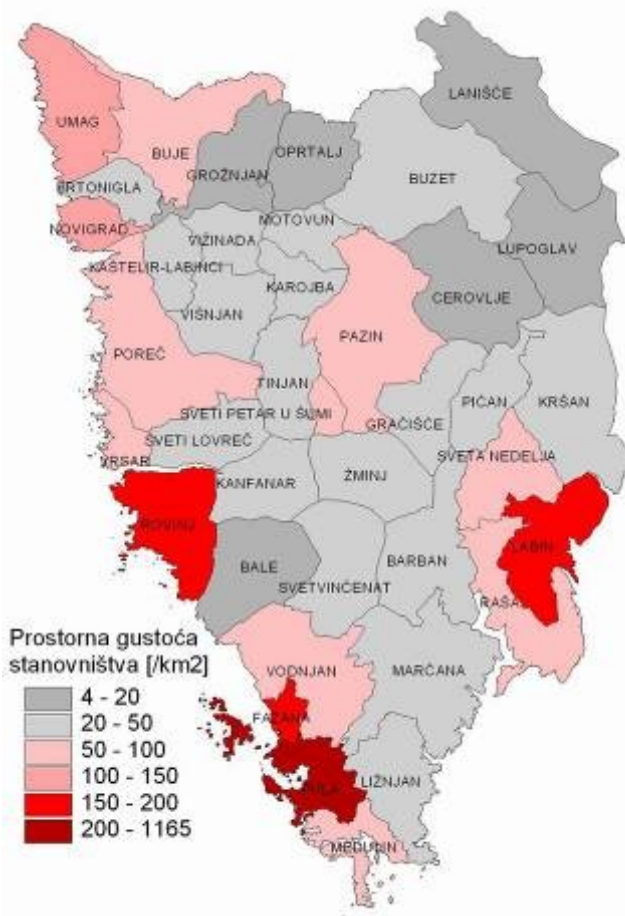 LANIŠĆE
UMAG
BUJE
OPRTALJ
GROŽNJAN
BUZET
BRTONIGLA
MOTOVUN
NOVIGRAD
VIŽINADA
LUPOGLAV
KAŠTELIR-LABINCI
KAROJBA
CEROVLJE
VIŠNJAN
PAZIN
POREČ
TINJAN
PIĆAN
KRŠAN
SVETI PETAR U ŠUMI
GRAČIŠĆE
SVETI LOVREČ
SVETA NEDELJA
VRSAR
KANFANAR
ŽMINJ
ROVINJ
LABIN
BALE
BARBAN
SVETVINČENAT
RAŠA
Prostorna gustoća
stanovništva [/km2]
4 - 20
20 - 50
50 - 100
100 - 150
150 - 200
200 - 1165
VODNJAN
MARČANA
FAŽANA
PULA
LIŽNJAN
MEDULIN